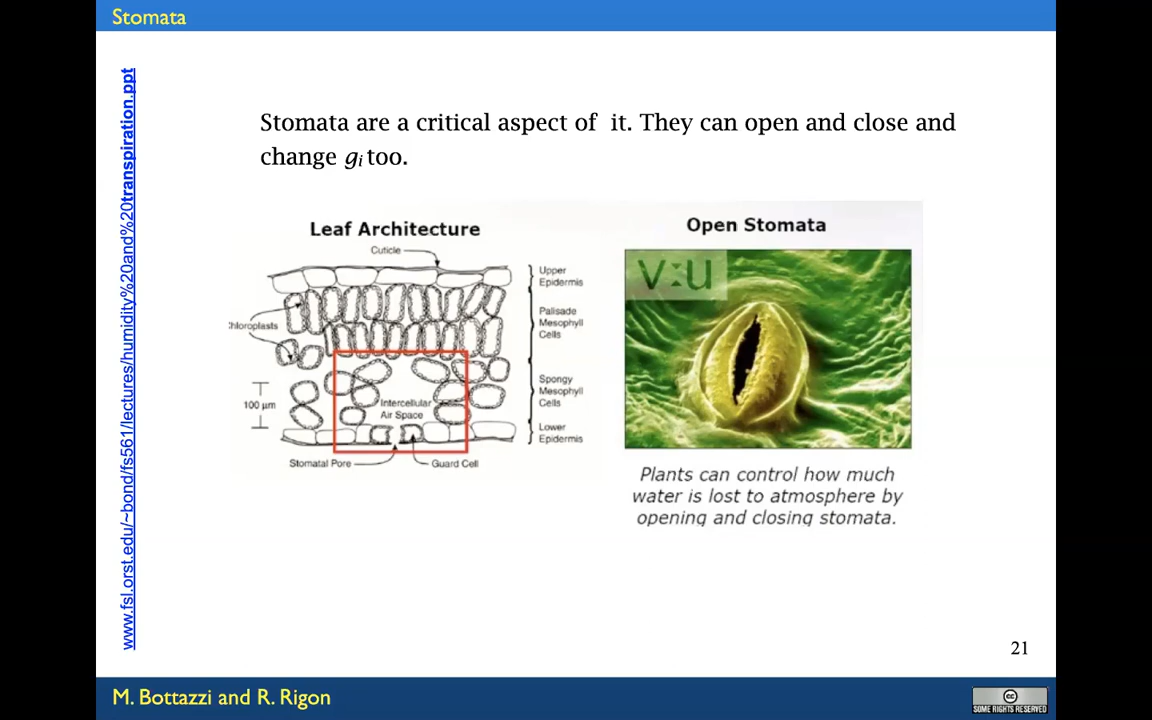 Stomata
www.fsl.orst.edu/~bond/fs561/lectures/humidity%20and%20transpiration.ppt
Stomata are a critical aspect of it. They can open and close and
change gi too.
Leaf Architecture
Cuticle
Upper
Epidermis
Palisade
Mesophyll
Cells
hloroplasts
Spongy
Mesophyll
Cells
100 µm
Intercellular
Air Space
Lower
Epidermis
Stomatal Pore
Guard Cell
Open Stomata
v:u
Plants can control how much
water is lost to atmosphere by
opening and closing stomata.
21
M. Bottazzi and R. Rigon
cc
SOME RIGHTS RESERVED